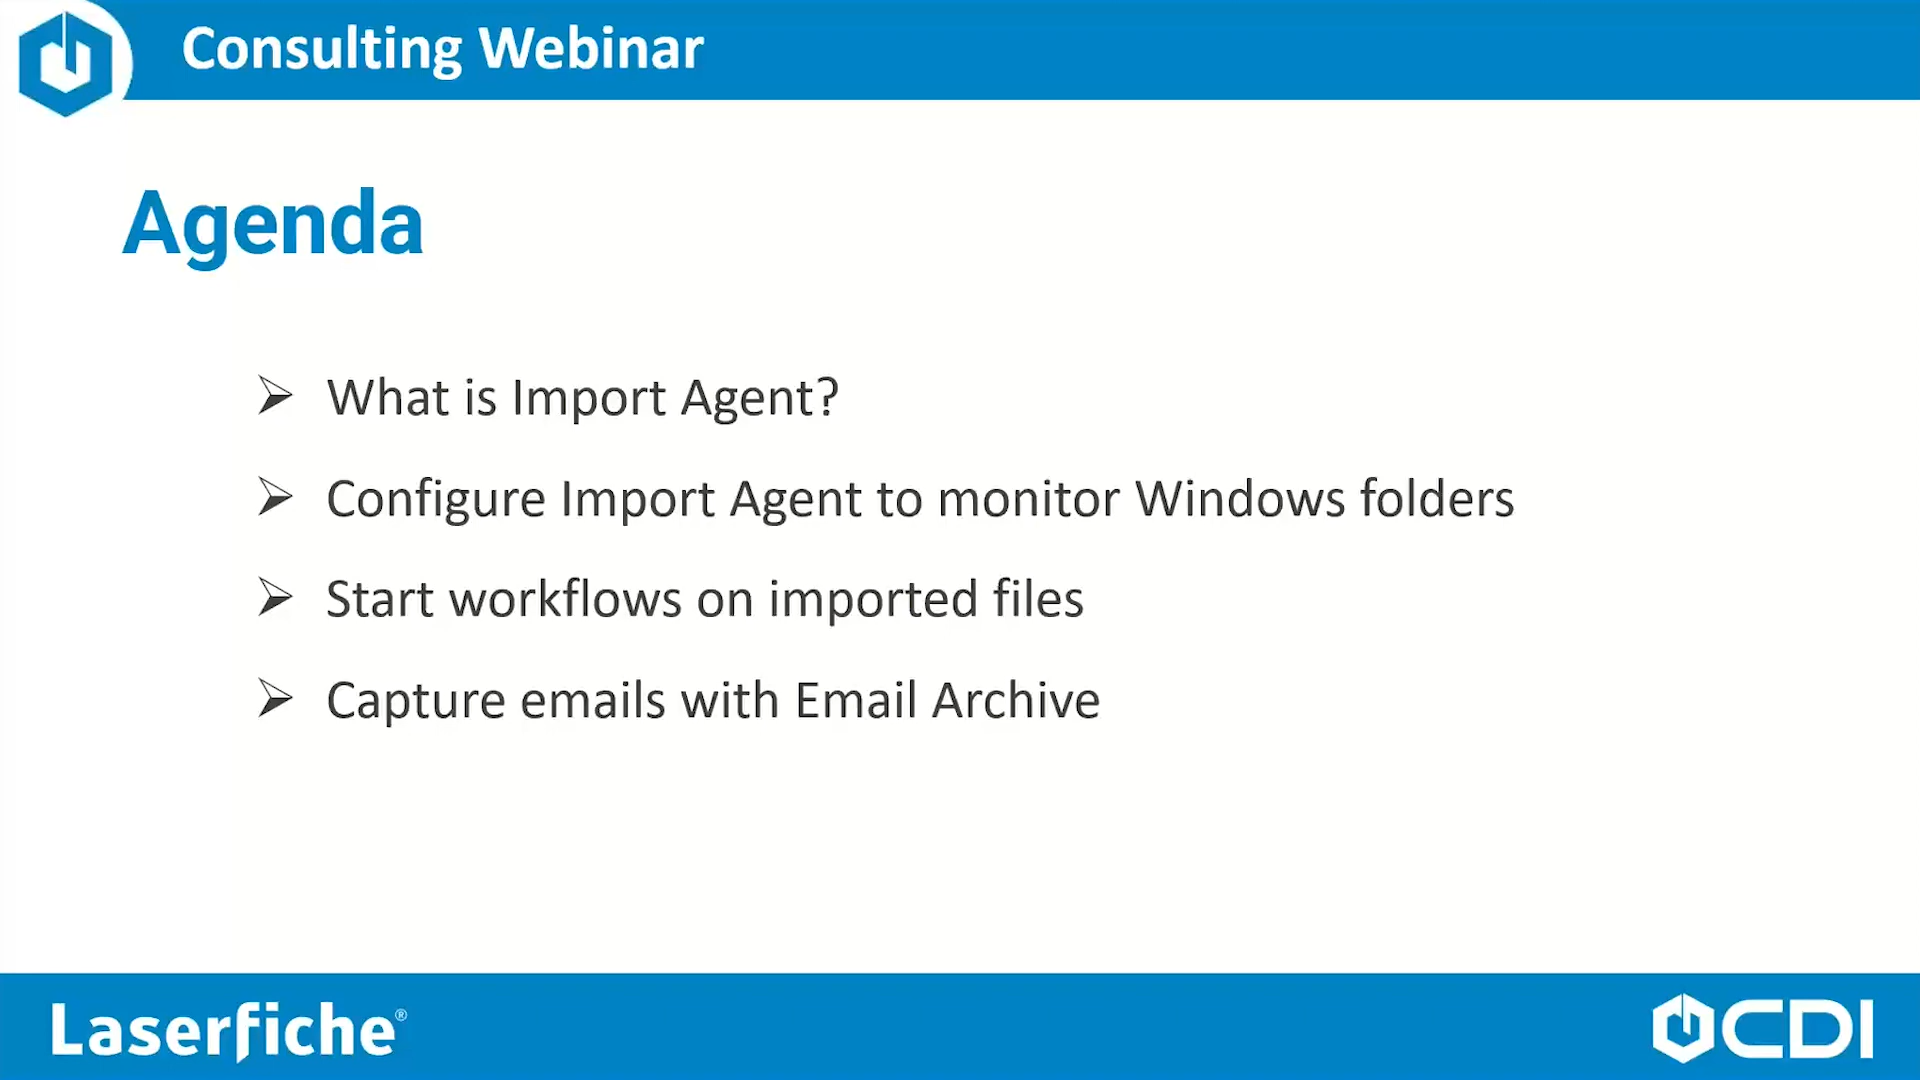 Consulting Webinar
Agenda
➢ What is Import Agent?
➢ Configure Import Agent to monitor Windows folders
➢ Start workflows on imported files
➢ Capture emails with Email Archive
Laserfiche®
CDI